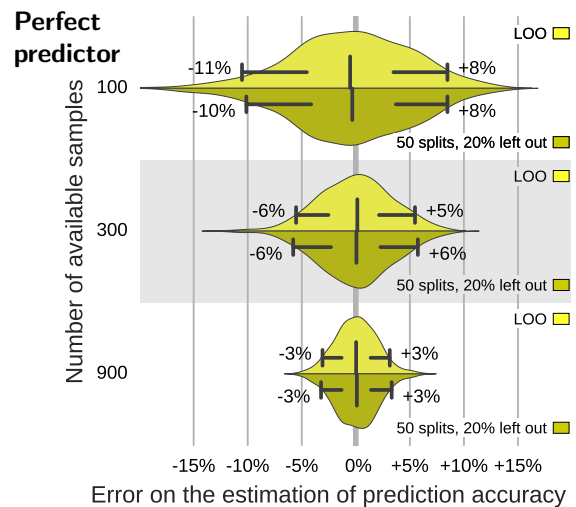 Perfect
predictor
LOO
-11% +8%
100
-10% +8%
50 splits, 20% left out
LOO
-6% +5%
300
-6% +6%
50 splits, 20% left out
LOO
-3% +3%
900
-3% +3%
50 splits, 20% left out
Number of available samples
-15% -10% -5% 0% +5% +10% +15%
Error on the estimation of prediction accuracy